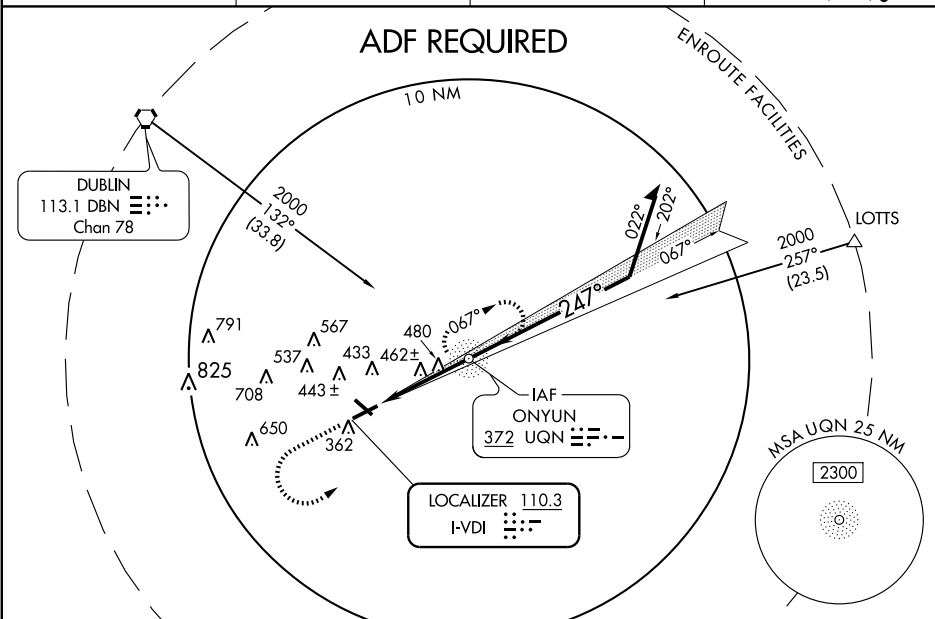 ADF REQUIRED
ENROUTE FACILITIES
10 NM
DUBLIN
113.1 DBN
Chan 78
2000
132°
(33.8)
022°
202°
067°
LOTTS
2000
257°
(23.5)
247°
067°
791
567
480
825
537
433
462±
708
443±
650
362
IAF
ONYUN
372 UQN
LOCALIZER 110.3
I-VDI
MSA UQN 25 NM
2300